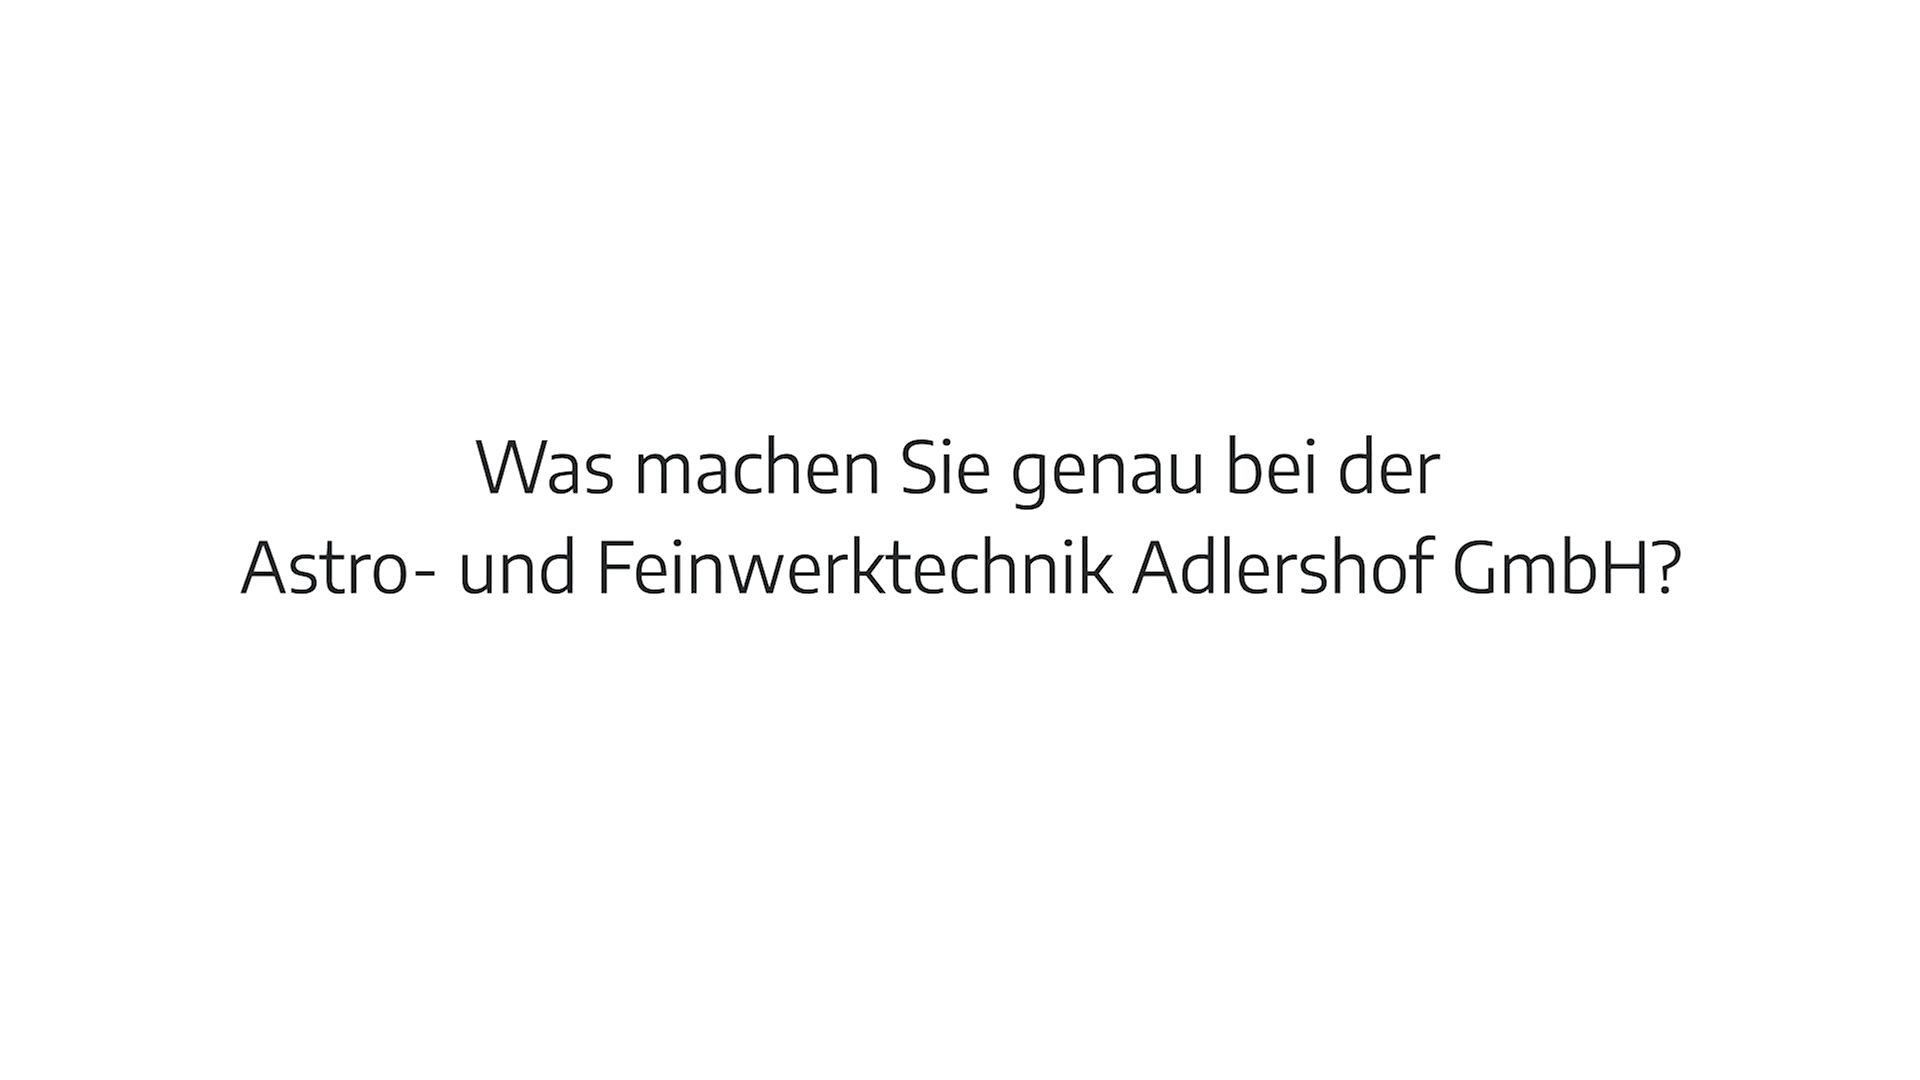 Was machen Sie genau bei der
Astro- und Feinwerktechnik Adlershof GmbH?